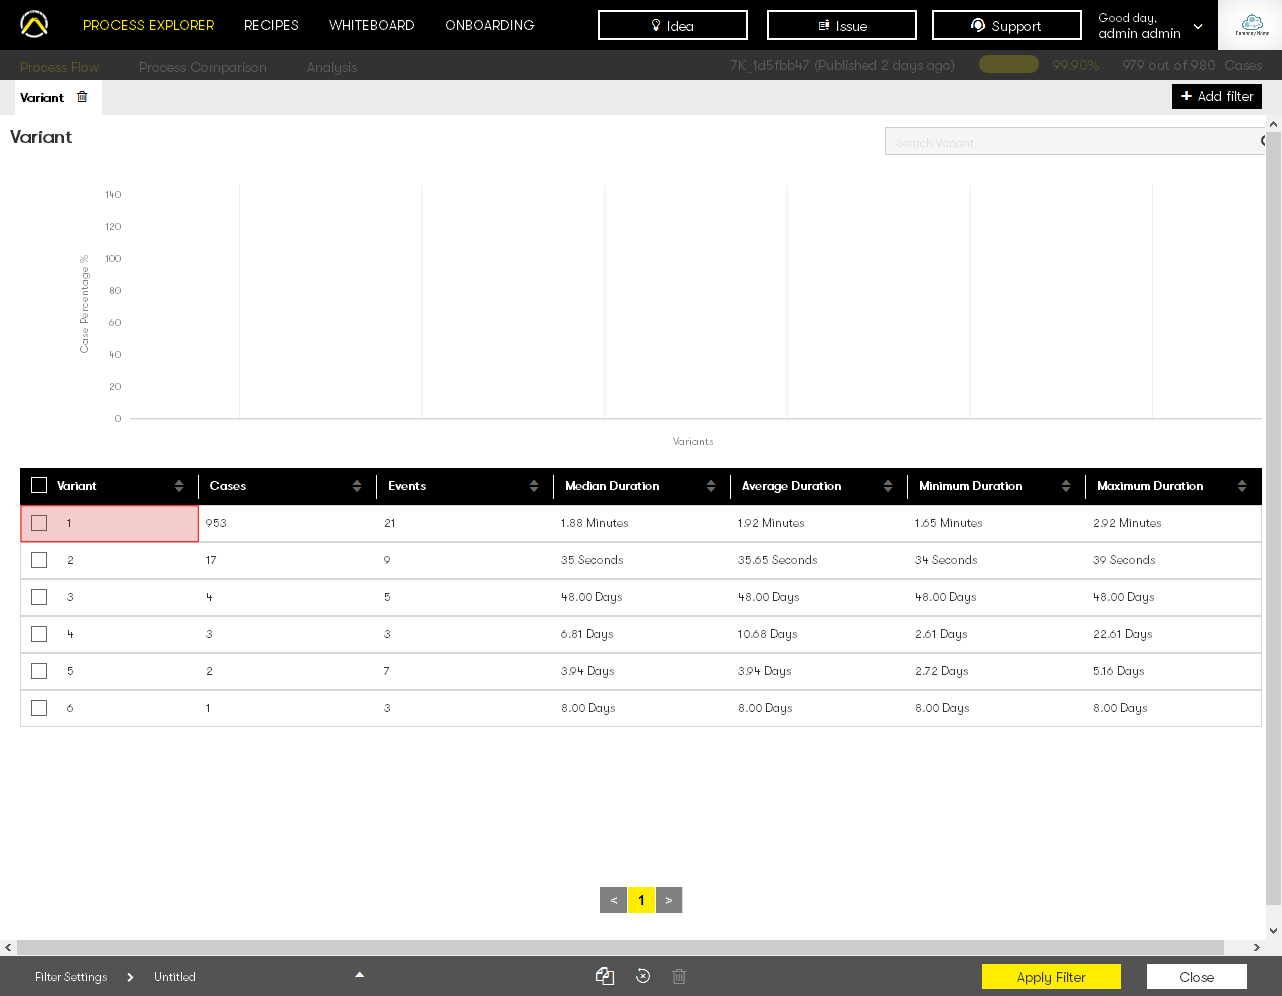 PROCESS EXPLORER RECIPES WHITEBOARD ONBOARDING Idea Issue Support Good day,
admin admin
Company Name
Process Flow Process Comparison Analysis 7K_1d5fbb47 (Published 2 days ago) 99.90% 979 out of 980 Cases
Variant + Add filter
Variant
Search Variant
140
120
100
80
60
40
20
0
Case Percentage %
Variants
Variant Cases Events Median Duration Average Duration Minimum Duration Maximum Duration
1 953 21 1.88 Minutes 1.92 Minutes 1.65 Minutes 2.92 Minutes
2 17 9 35 Seconds 35.65 Seconds 34 Seconds 39 Seconds
3 4 5 48.00 Days 48.00 Days 48.00 Days 48.00 Days
4 3 3 6.81 Days 10.68 Days 2.61 Days 22.61 Days
5 2 7 3.94 Days 3.94 Days 2.72 Days 5.16 Days
6 1 3 8.00 Days 8.00 Days 8.00 Days 8.00 Days
< 1 >
Filter Settings Untitled Apply Filter Close